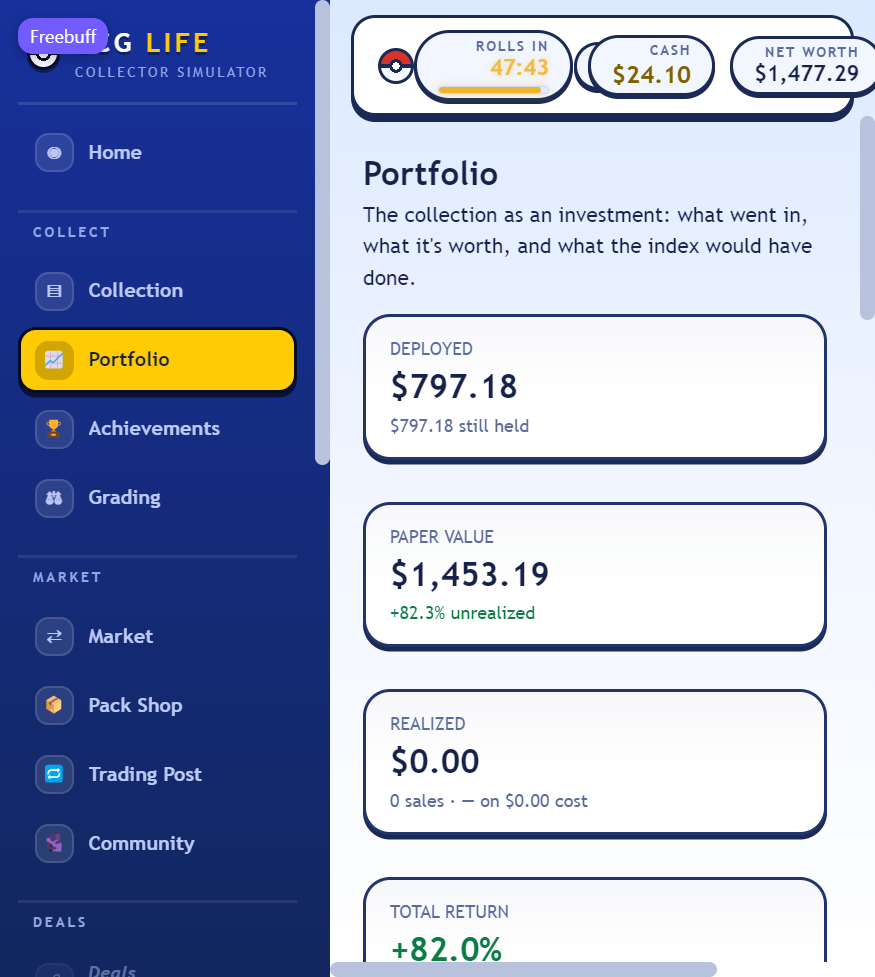 Freebuff
CG LIFE
COLLECTOR SIMULATOR
Home
COLLECT
Collection
Portfolio
Achievements
Grading
MARKET
Market
Pack Shop
Trading Post
Community
DEALS
Deals
ROLLS IN
47:43
CASH
$24.10
NET WORTH
$1,477.29
Portfolio
The collection as an investment: what went in,
what it's worth, and what the index would have
done.
DEPLOYED
$797.18
$797.18 still held
PAPER VALUE
$1,453.19
+82.3% unrealized
REALIZED
$0.00
0 sales · — on $0.00 cost
TOTAL RETURN
+82.0%